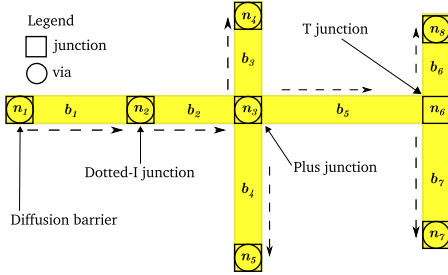 Legend
junction
via
n4
n8
T junction
b3
b6
n1
b1
n2
b2
n3
b5
n6
Dotted-I junction
Plus junction
b4
b7
Diffusion barrier
n5
n7